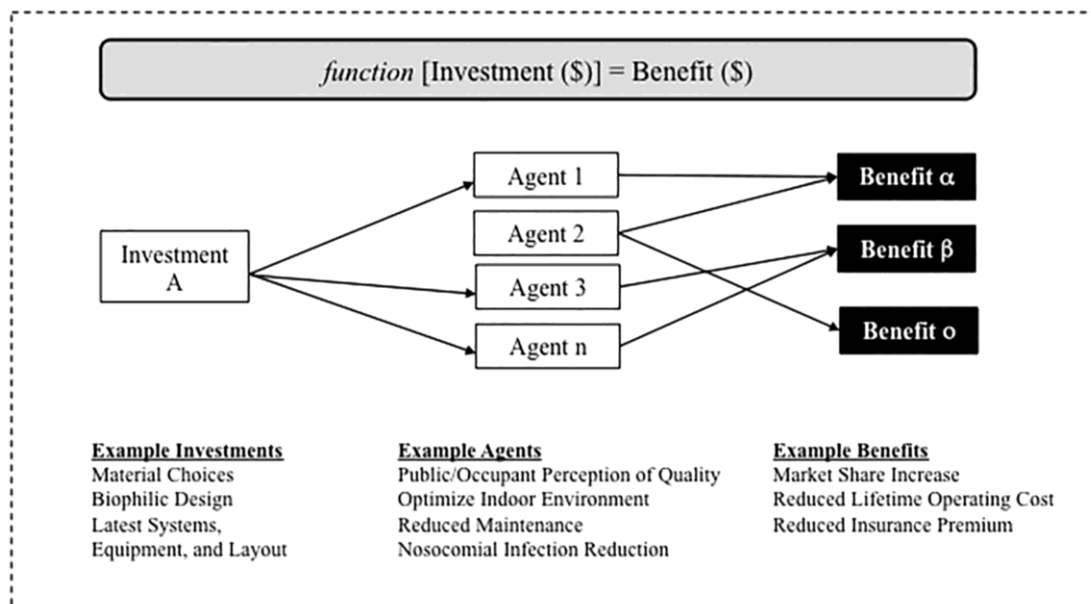 function [Investment ($)] = Benefit ($)
Investment
A
Agent 1
Agent 2
Agent 3
Agent n
Benefit α
Benefit β
Benefit ο
Example Investments
Material Choices
Biophilic Design
Latest Systems,
Equipment, and Layout
Example Agents
Public/Occupant Perception of Quality
Optimize Indoor Environment
Reduced Maintenance
Nosocomial Infection Reduction
Example Benefits
Market Share Increase
Reduced Lifetime Operating Cost
Reduced Insurance Premium